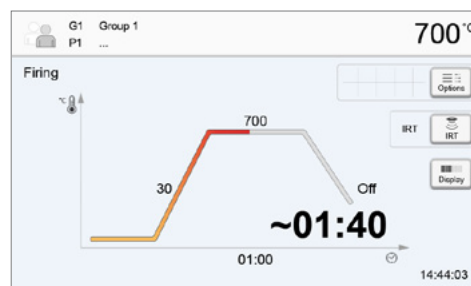 G1 Group 1
P1 ...
700 °C
Firing
Options
°C
700
IRT
IRT
30
Display
Off
~01:40
01:00
14:44:03